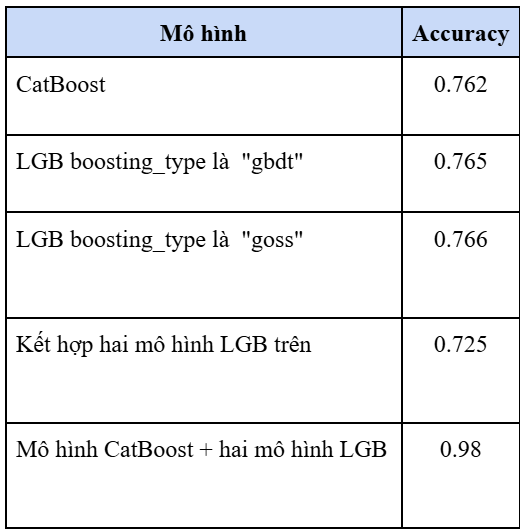 Mô hình Accuracy
CatBoost 0.762
LGB boosting_type là "gbdt" 0.765
LGB boosting_type là "goss" 0.766
Kết hợp hai mô hình LGB trên 0.725
Mô hình CatBoost + hai mô hình LGB 0.98